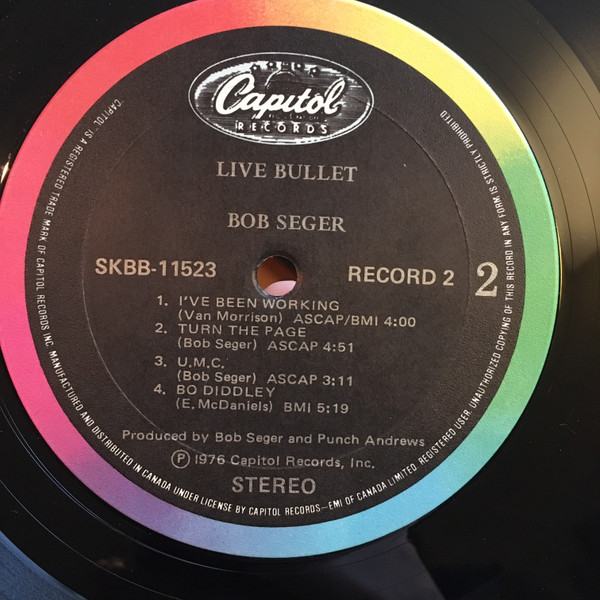 Capitol
RECORDS
LIVE BULLET
BOB SEGER
SKBB-11523 RECORD 2 2
1. I'VE BEEN WORKING
(Van Morrison) ASCAP/BMI 4:00
2. TURN THE PAGE
(Bob Seger) ASCAP 4:51
3. U.M.C.
(Bob Seger) ASCAP 3:11
4. BO DIDDLEY
(E. McDaniels) BMI 5:19
Produced by Bob Seger and Punch Andrews
Ⓟ 1976 Capitol Records, Inc.
STEREO
CAPITOL IS A REGISTERED TRADE MARK OF CAPITOL RECORDS INC. MANUFACTURED AND DISTRIBUTED IN CANADA UNDER LICENSE BY CAPITOL RECORDS—EMI OF CANADA LIMITED. REGISTERED USER. UNAUTHORIZED COPYING OF THIS RECORD IN ANY FORM IS STRICTLY PROHIBITED